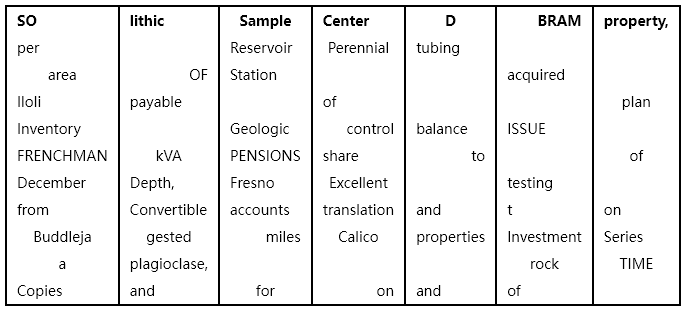 SO lithic Sample Center D BRAM property,
per Reservoir Perennial tubing
area OF Station acquired
Iloli payable of plan
Inventory Geologic control balance ISSUE
FRENCHMAN kVA PENSIONS share to of
December Depth, Fresno Excellent testing
from Convertible accounts translation and t on
Buddleja gested miles Calico properties Investment Series
a plagioclase, rock TIME
Copies and for on and of